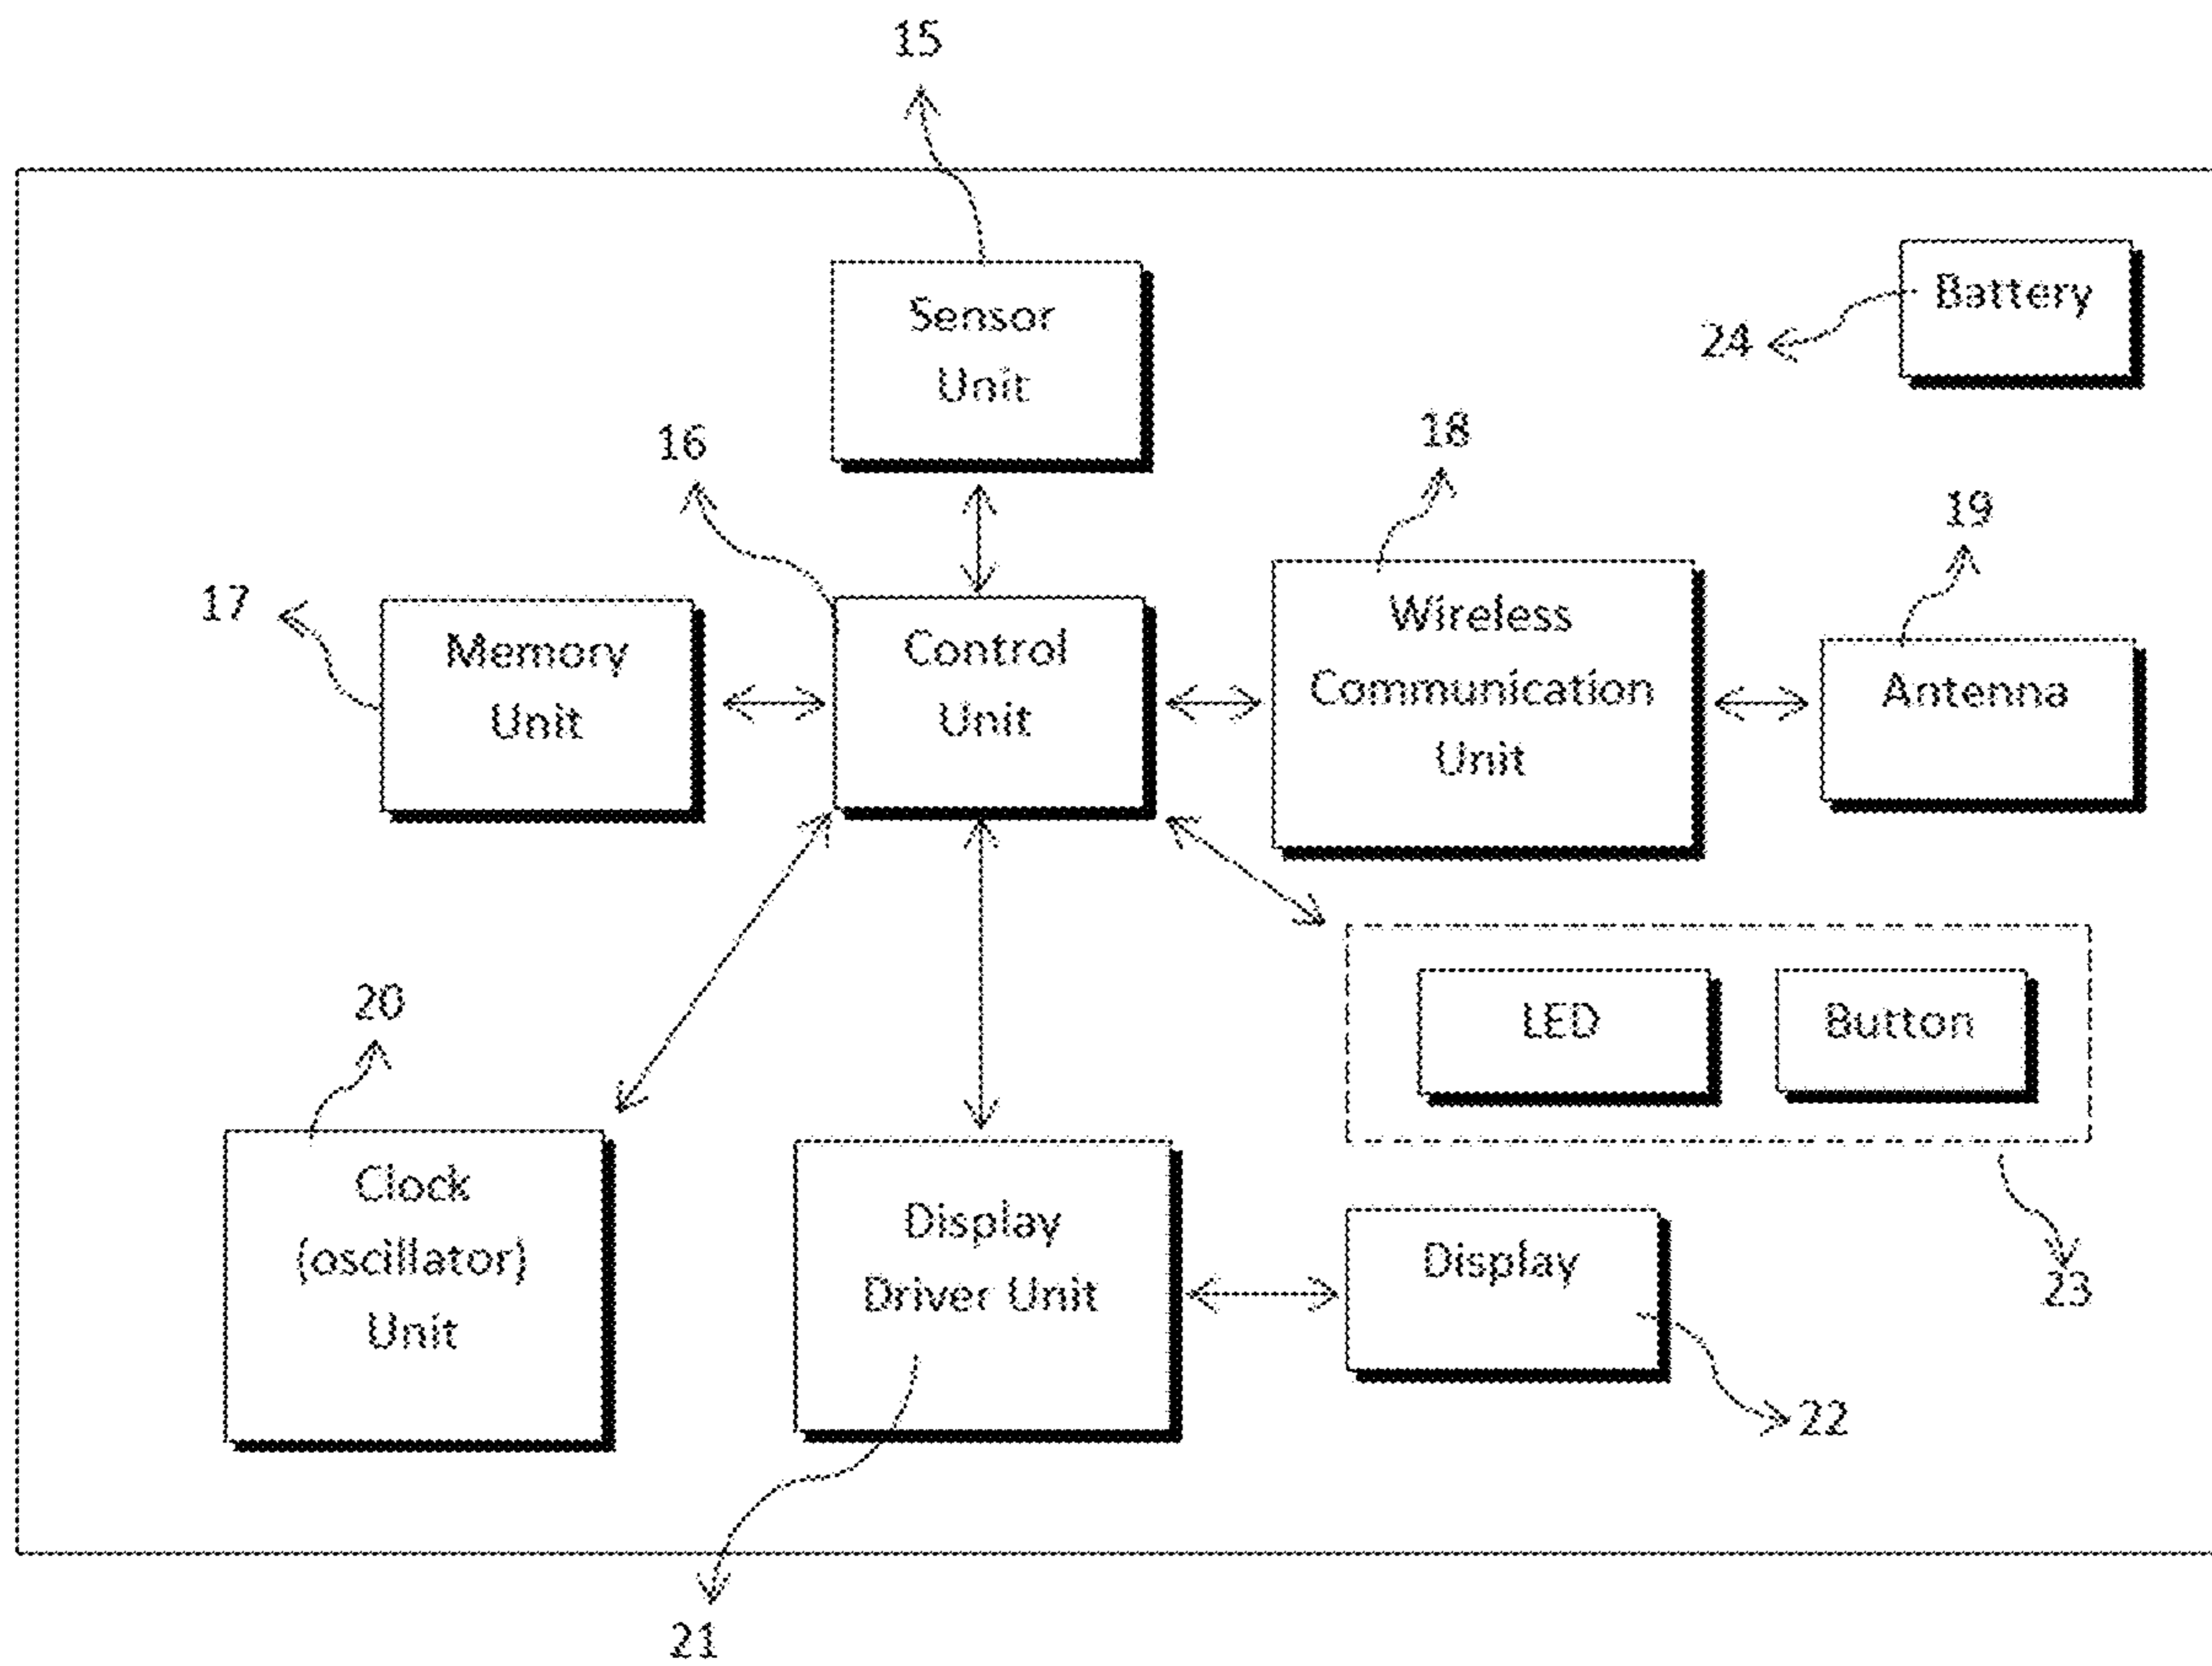 15
Sensor
Unit
Battery
24
16
18
19
17
Memory
Unit
Control
Unit
Wireless
Communication
Unit
Antenna
LED
Button
20
Clock
(oscillator)
Unit
Display
Driver Unit
Display
23
22
21